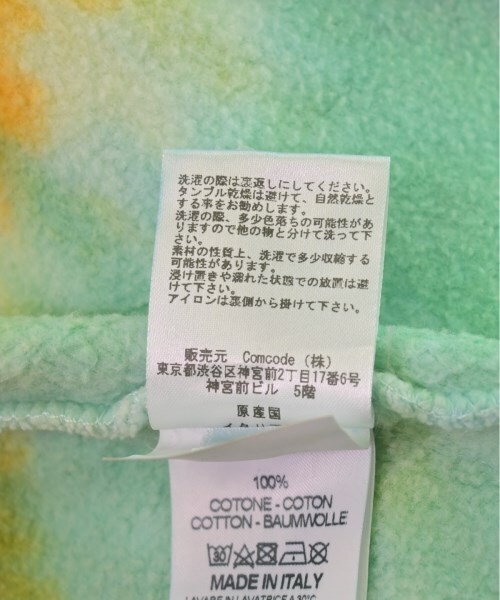 洗濯の際は裏返しにしてください。
タンブル乾燥は避けて、自然乾燥と
する事をお勧めします。
洗濯の際、多少色落ちの可能性があ
りますので他の物と分けて洗って下
さい。
素材の性質上、洗濯で多少収縮する
可能性があります。
浸け置きや濡れた状態での放置は避
けて下さい。
アイロンは裏側から掛けて下さい。
販売元 Comcode (株)
東京都渋谷区神宮前2丁目17番6号
神宮前ビル 5階
原産国
イタリア
100%
COTONE - COTON
COTTON - BAUMWOLLE
30
MADE IN ITALY
LAVARE IN LAVATRICE A 30°C